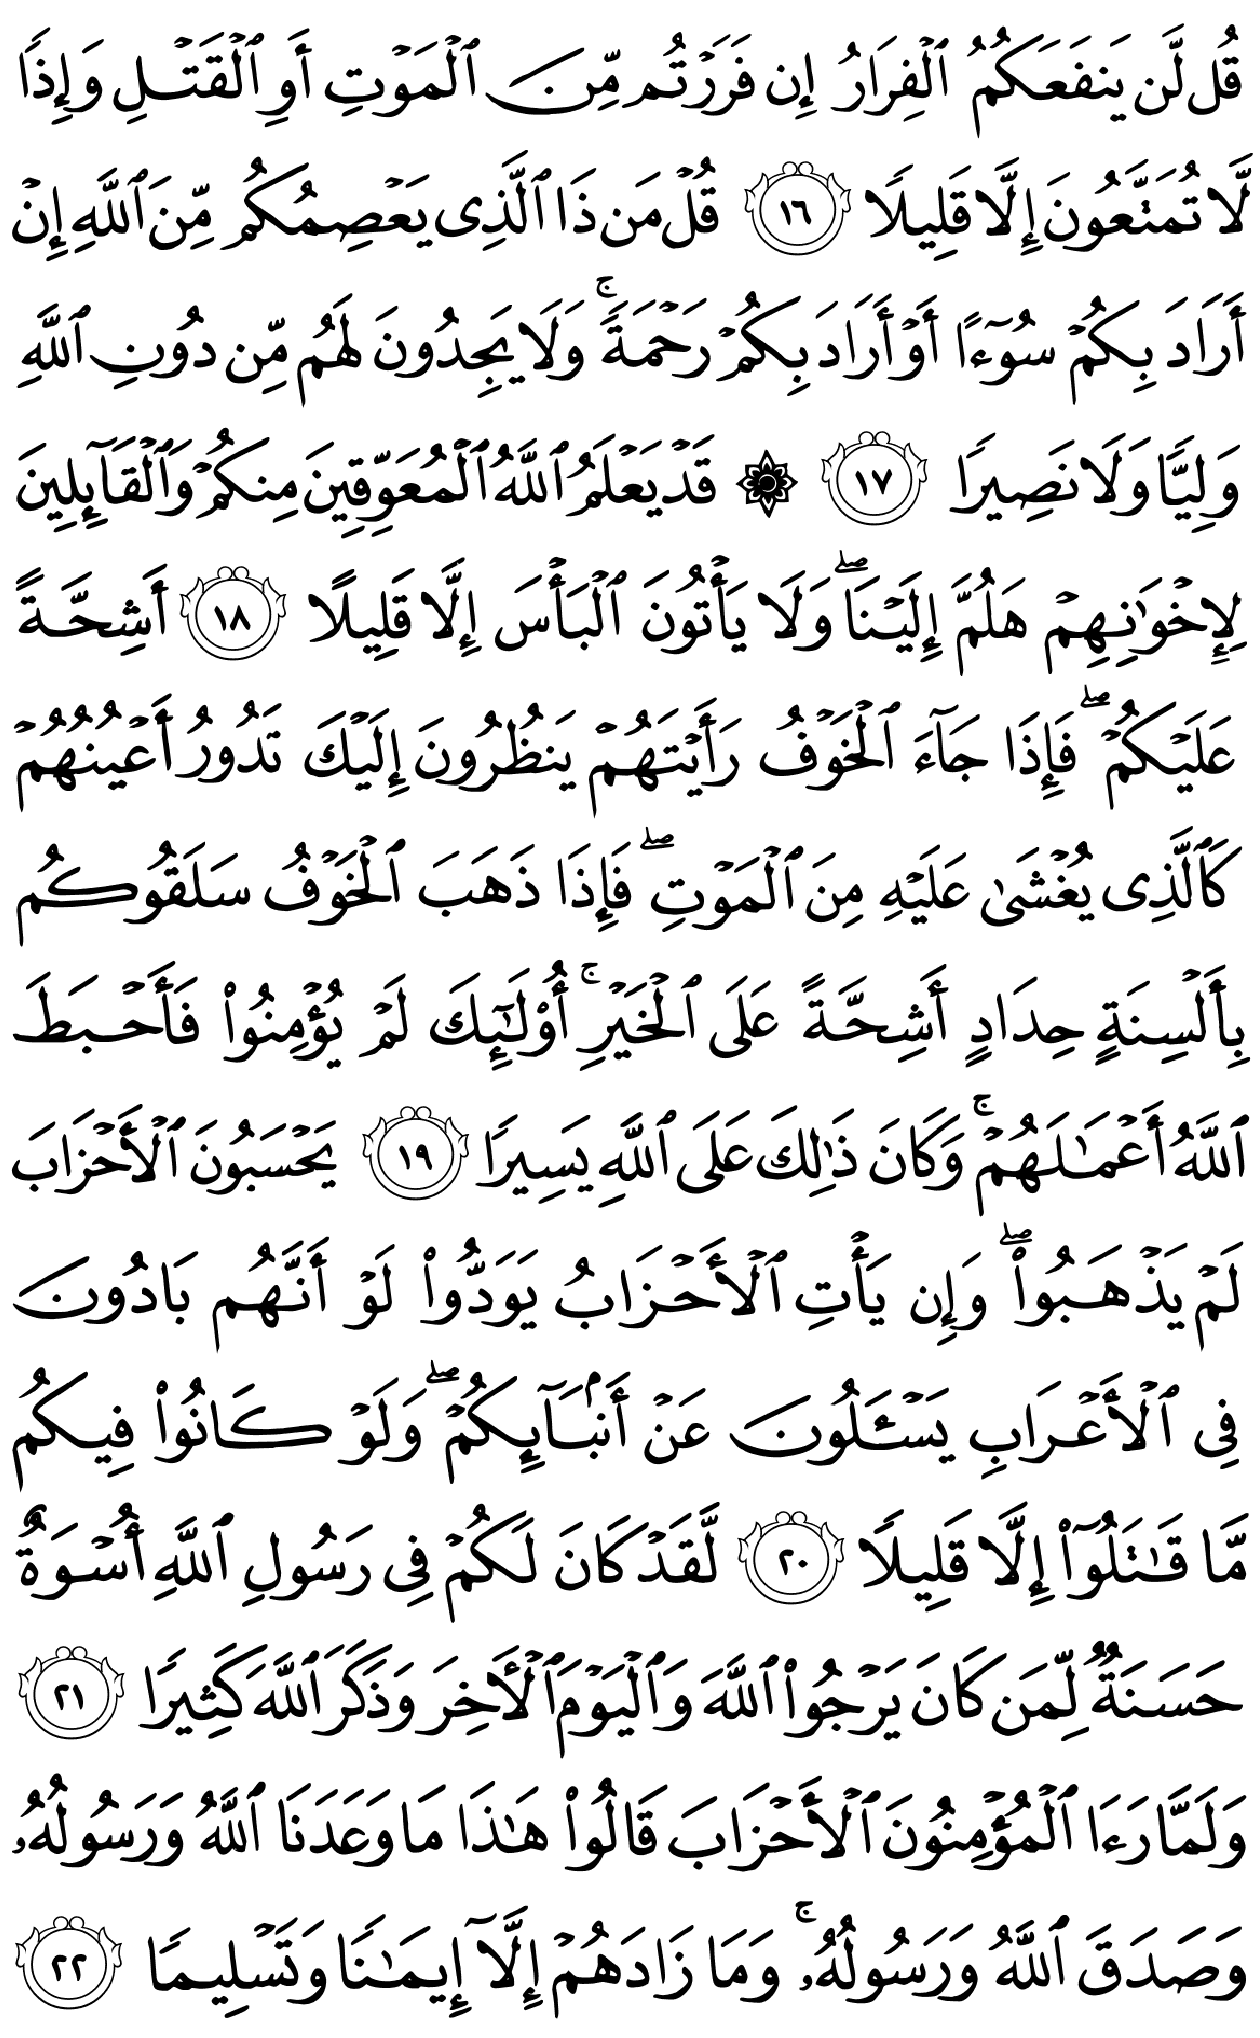 قُل لَّن يَنفَعَكُمُ ٱلْفِرَارُ إِن فَرَرْتُم مِّنَ ٱلْمَوْتِ أَوِ ٱلْقَتْلِ وَإِذًا
لَّا تُمَتَّعُونَ إِلَّا قَلِيلًا ١٦ قُلْ مَن ذَا ٱلَّذِى يَعْصِمُكُم مِّنَ ٱللَّهِ إِنْ
أَرَادَ بِكُمْ سُوٓءًا أَوْ أَرَادَ بِكُمْ رَحْمَةً ۚ وَلَا يَجِدُونَ لَهُم مِّن دُونِ ٱللَّهِ
وَلِيًّا وَلَا نَصِيرًا ١٧ ۞ قَدْ يَعْلَمُ ٱللَّهُ ٱلْمُعَوِّقِينَ مِنكُمْ وَٱلْقَآئِلِينَ
لِإِخْوَٰنِهِمْ هَلُمَّ إِلَيْنَا ۖ وَلَا يَأْتُونَ ٱلْبَأْسَ إِلَّا قَلِيلًا ١٨ أَشِحَّةً
عَلَيْكُمْ ۖ فَإِذَا جَآءَ ٱلْخَوْفُ رَأَيْتَهُمْ يَنظُرُونَ إِلَيْكَ تَدُورُ أَعْيُنُهُمْ
كَٱلَّذِى يُغْشَىٰ عَلَيْهِ مِنَ ٱلْمَوْتِ ۖ فَإِذَا ذَهَبَ ٱلْخَوْفُ سَلَقُوكُم
بِأَلْسِنَةٍ حِدَادٍ أَشِحَّةً عَلَى ٱلْخَيْرِ ۚ أُو۟لَٰٓئِكَ لَمْ يُؤْمِنُوا۟ فَأَحْبَطَ
ٱللَّهُ أَعْمَٰلَهُمْ ۚ وَكَانَ ذَٰلِكَ عَلَى ٱللَّهِ يَسِيرًا ١٩ يَحْسَبُونَ ٱلْأَحْزَابَ
لَمْ يَذْهَبُوا۟ ۖ وَإِن يَأْتِ ٱلْأَحْزَابُ يَوَدُّوا۟ لَوْ أَنَّهُم بَادُونَ
فِى ٱلْأَعْرَابِ يَسْـَٔلُونَ عَنْ أَنۢبَآئِكُمْ ۖ وَلَوْ كَانُوا۟ فِيكُم
مَّا قَٰتَلُوٓا۟ إِلَّا قَلِيلًا ٢٠ لَّقَدْ كَانَ لَكُمْ فِى رَسُولِ ٱللَّهِ أُسْوَةٌ
حَسَنَةٌ لِّمَن كَانَ يَرْجُوا۟ ٱللَّهَ وَٱلْيَوْمَ ٱلْـَٔاخِرَ وَذَكَرَ ٱللَّهَ كَثِيرًا ٢١
وَلَمَّا رَءَا ٱلْمُؤْمِنُونَ ٱلْأَحْزَابَ قَالُوا۟ هَٰذَا مَا وَعَدَنَا ٱللَّهُ وَرَسُولُهُۥ
وَصَدَقَ ٱللَّهُ وَرَسُولُهُۥ ۚ وَمَا زَادَهُمْ إِلَّآ إِيمَٰنًا وَتَسْلِيمًا ٢٢